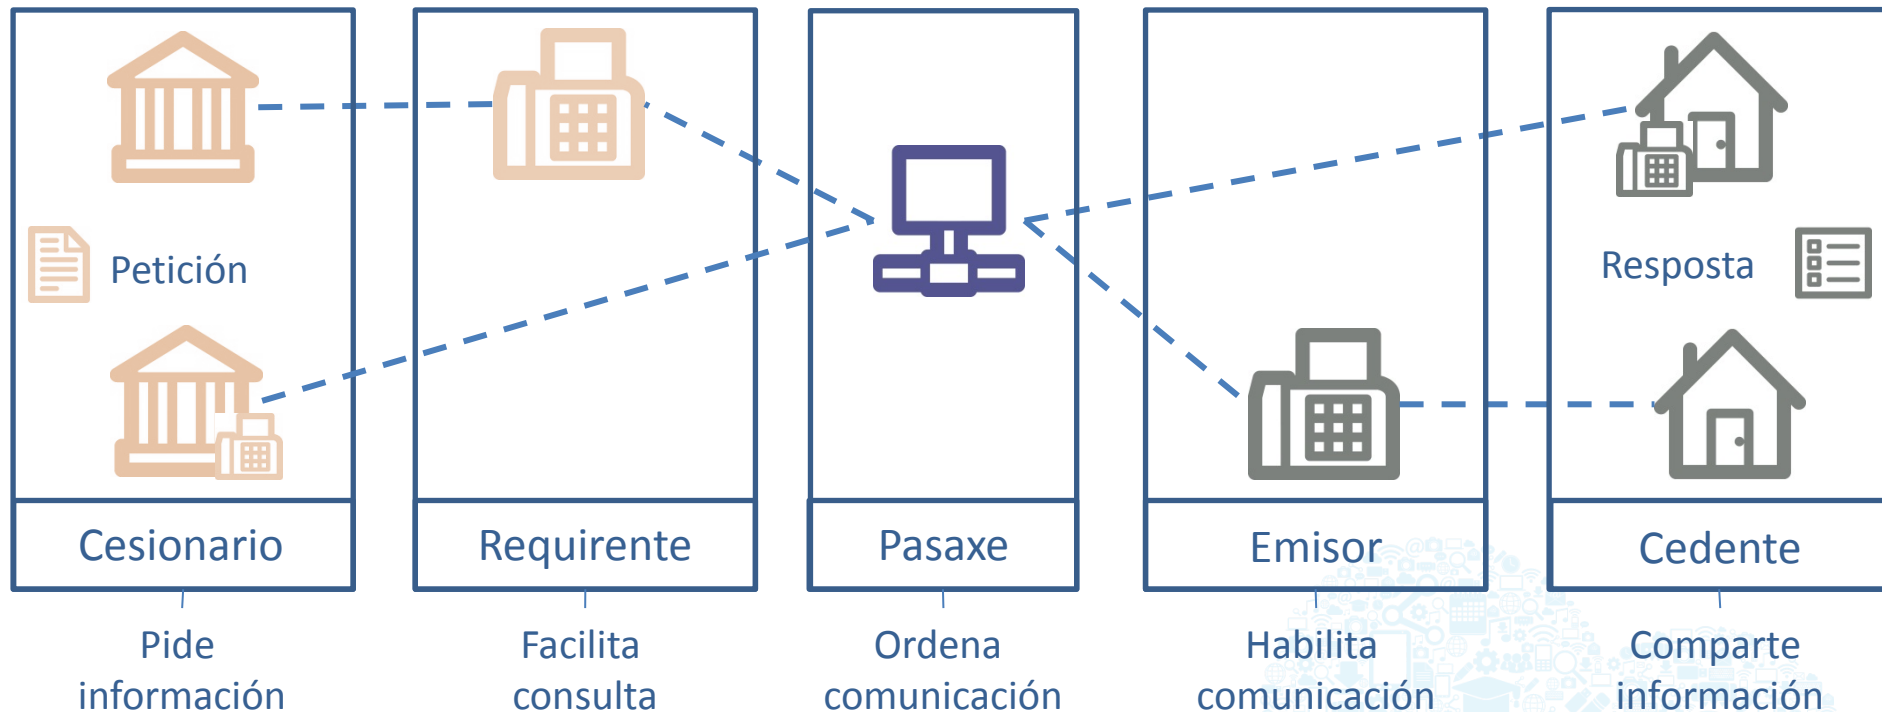 Petición
Resposta
Cesionario
Requirente
Pasaxe
Emisor
Cedente
Pide
información
Facilita
consulta
Ordena
comunicación
Habilita
comunicación
Comparte
información